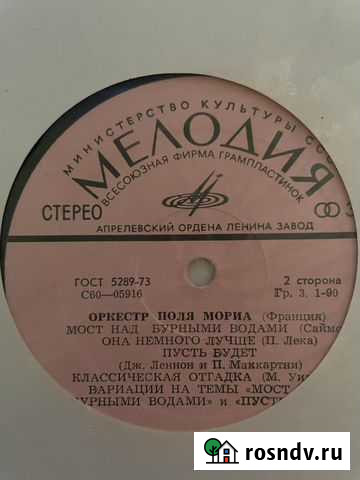 МИНИСТЕРСТВО КУЛЬТУРЫ СССР
МЕЛОДИЯ
ВСЕСОЮЗНАЯ ФИРМА ГРАМПЛАСТИНОК
СТЕРЕО
АПРЕЛЕВСКИЙ ОРДЕНА ЛЕНИНА ЗАВОД
ГОСТ 5289-73
2 сторона
С60—05916
Гр. 3. 1-90
ОРКЕСТР ПОЛЯ МОРИА (Франция)
МОСТ НАД БУРНЫМИ ВОДАМИ (Саймо
ОНА НЕМНОГО ЛУЧШЕ (П. Лека)
ПУСТЬ БУДЕТ
(Дж. Леннон и П. Маккартни)
КЛАССИЧЕСКАЯ ОТГАДКА (М. Уи
ВАРИАЦИИ НА ТЕМЫ «МОСТ
БУРНЫМИ ВОДАМИ» и «ПУСТ
rosndv.ru